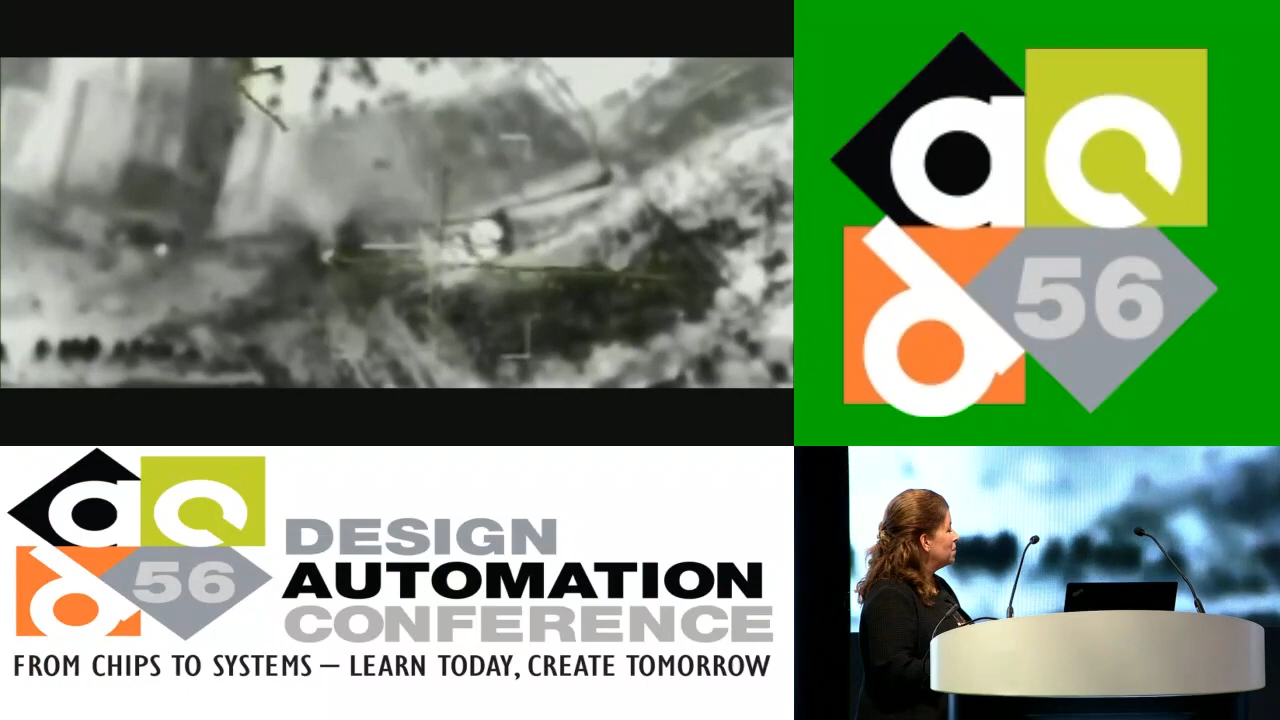 dac
56
dac
56
DESIGN
AUTOMATION
CONFERENCE
FROM CHIPS TO SYSTEMS — LEARN TODAY, CREATE TOMORROW